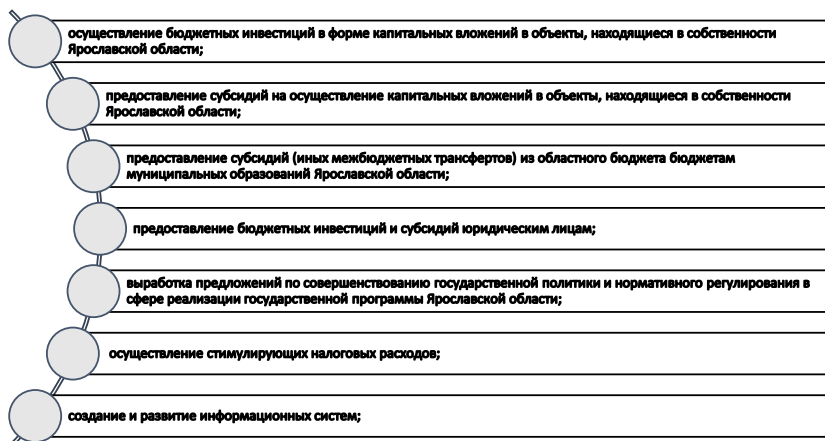 осуществление бюджетных инвестиций в форме капитальных вложений в объекты, находящиеся в собственности
Ярославской области;
предоставление субсидий на осуществление капитальных вложений в объекты, находящиеся в собственности
Ярославской области;
предоставление субсидий (иных межбюджетных трансфертов) из областного бюджета бюджетам
муниципальных образований Ярославской области;
предоставление бюджетных инвестиций и субсидий юридическим лицам;
выработка предложений по совершенствованию государственной политики и нормативного регулирования в
сфере реализации государственной программы Ярославской области;
осуществление стимулирующих налоговых расходов;
создание и развитие информационных систем;